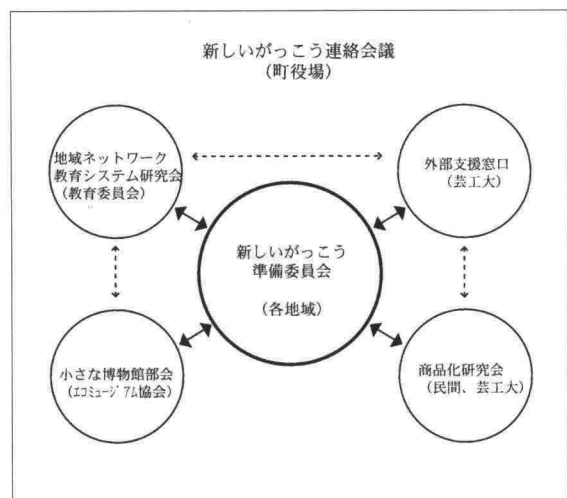 新しいがっこう連絡会議
(町役場)
地域ネットワーク
教育システム研究会
(教育委員会)
外部支援窓口
(芸工大)
新しいがっこう
準備委員会
(各地域)
小さな博物館部会
(エコミュージアム協会)
商品化研究会
(民間、芸工大)